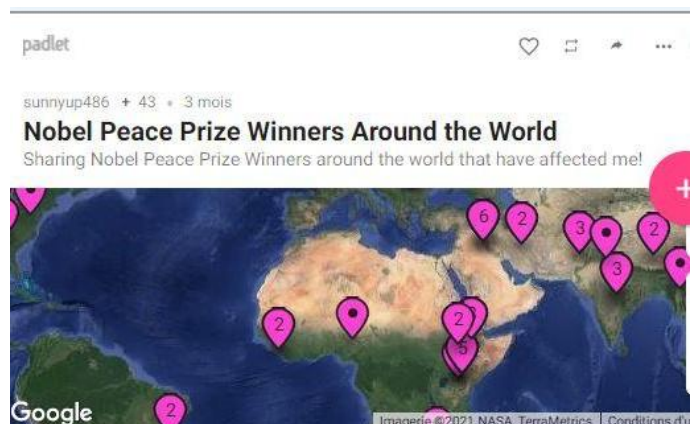 padlet
sunnyup486 + 43 • 3 mois
Nobel Peace Prize Winners Around the World
Sharing Nobel Peace Prize Winners around the world that have affected me!
6
2
3
2
3
2
2
5
2
Google
Imagerie ©2021 NASA, TerraMetrics
Conditions d'u